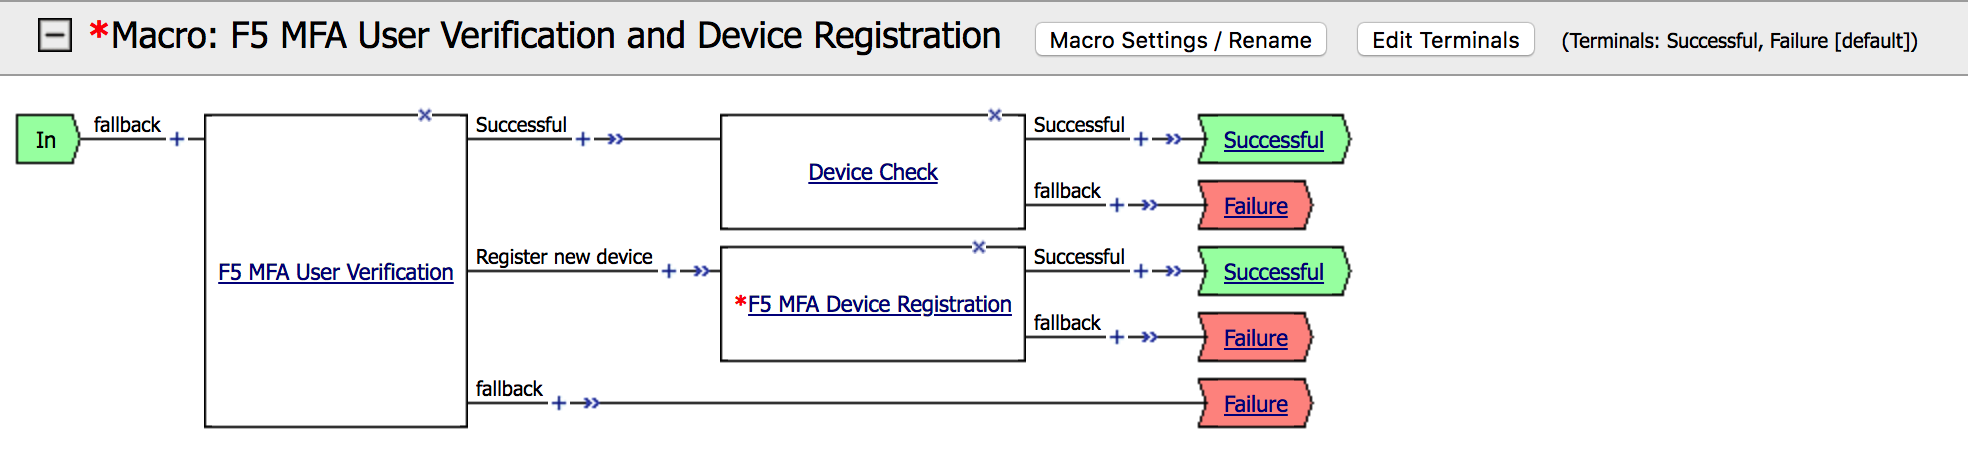 *Macro: F5 MFA User Verification and Device Registration Macro Settings / Rename Edit Terminals (Terminals: Successful, Failure [default])
In fallback Successful Successful Successful
Device Check
fallback Failure
F5 MFA User Verification Register new device Successful Successful
*F5 MFA Device Registration
fallback Failure
fallback Failure